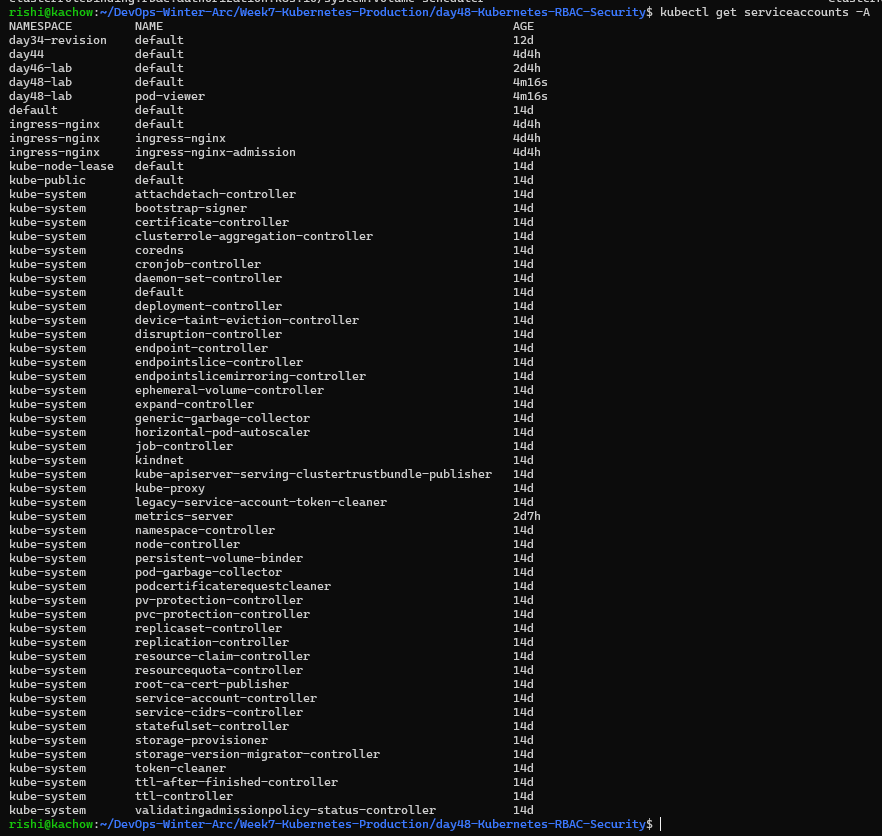 rishi@kachow:~/DevOps-Winter-Arc/Week7-Kubernetes-Production/day48-Kubernetes-RBAC-Security$ kubectl get serviceaccounts -A
NAMESPACE NAME AGE
day34-revision default 12d
day44 default 4d4h
day46-lab default 2d4h
day48-lab default 4m16s
day48-lab pod-viewer 4m16s
default default 14d
ingress-nginx default 4d4h
ingress-nginx ingress-nginx 4d4h
ingress-nginx ingress-nginx-admission 4d4h
kube-node-lease default 14d
kube-public default 14d
kube-system attachdetach-controller 14d
kube-system bootstrap-signer 14d
kube-system certificate-controller 14d
kube-system clusterrole-aggregation-controller 14d
kube-system coredns 14d
kube-system cronjob-controller 14d
kube-system daemon-set-controller 14d
kube-system default 14d
kube-system deployment-controller 14d
kube-system device-taint-eviction-controller 14d
kube-system disruption-controller 14d
kube-system endpoint-controller 14d
kube-system endpointslice-controller 14d
kube-system endpointslicemirroring-controller 14d
kube-system ephemeral-volume-controller 14d
kube-system expand-controller 14d
kube-system generic-garbage-collector 14d
kube-system horizontal-pod-autoscaler 14d
kube-system job-controller 14d
kube-system kindnet 14d
kube-system kube-apiserver-serving-clustertrustbundle-publisher 14d
kube-system kube-proxy 14d
kube-system legacy-service-account-token-cleaner 14d
kube-system metrics-server 2d7h
kube-system namespace-controller 14d
kube-system node-controller 14d
kube-system persistent-volume-binder 14d
kube-system pod-garbage-collector 14d
kube-system podcertificaterequestcleaner 14d
kube-system pv-protection-controller 14d
kube-system pvc-protection-controller 14d
kube-system replicaset-controller 14d
kube-system replication-controller 14d
kube-system resource-claim-controller 14d
kube-system resourcequota-controller 14d
kube-system root-ca-cert-publisher 14d
kube-system service-account-controller 14d
kube-system service-cidrs-controller 14d
kube-system statefulset-controller 14d
kube-system storage-provisioner 14d
kube-system storage-version-migrator-controller 14d
kube-system token-cleaner 14d
kube-system ttl-after-finished-controller 14d
kube-system ttl-controller 14d
kube-system validatingadmissionpolicy-status-controller 14d
rishi@kachow:~/DevOps-Winter-Arc/Week7-Kubernetes-Production/day48-Kubernetes-RBAC-Security$